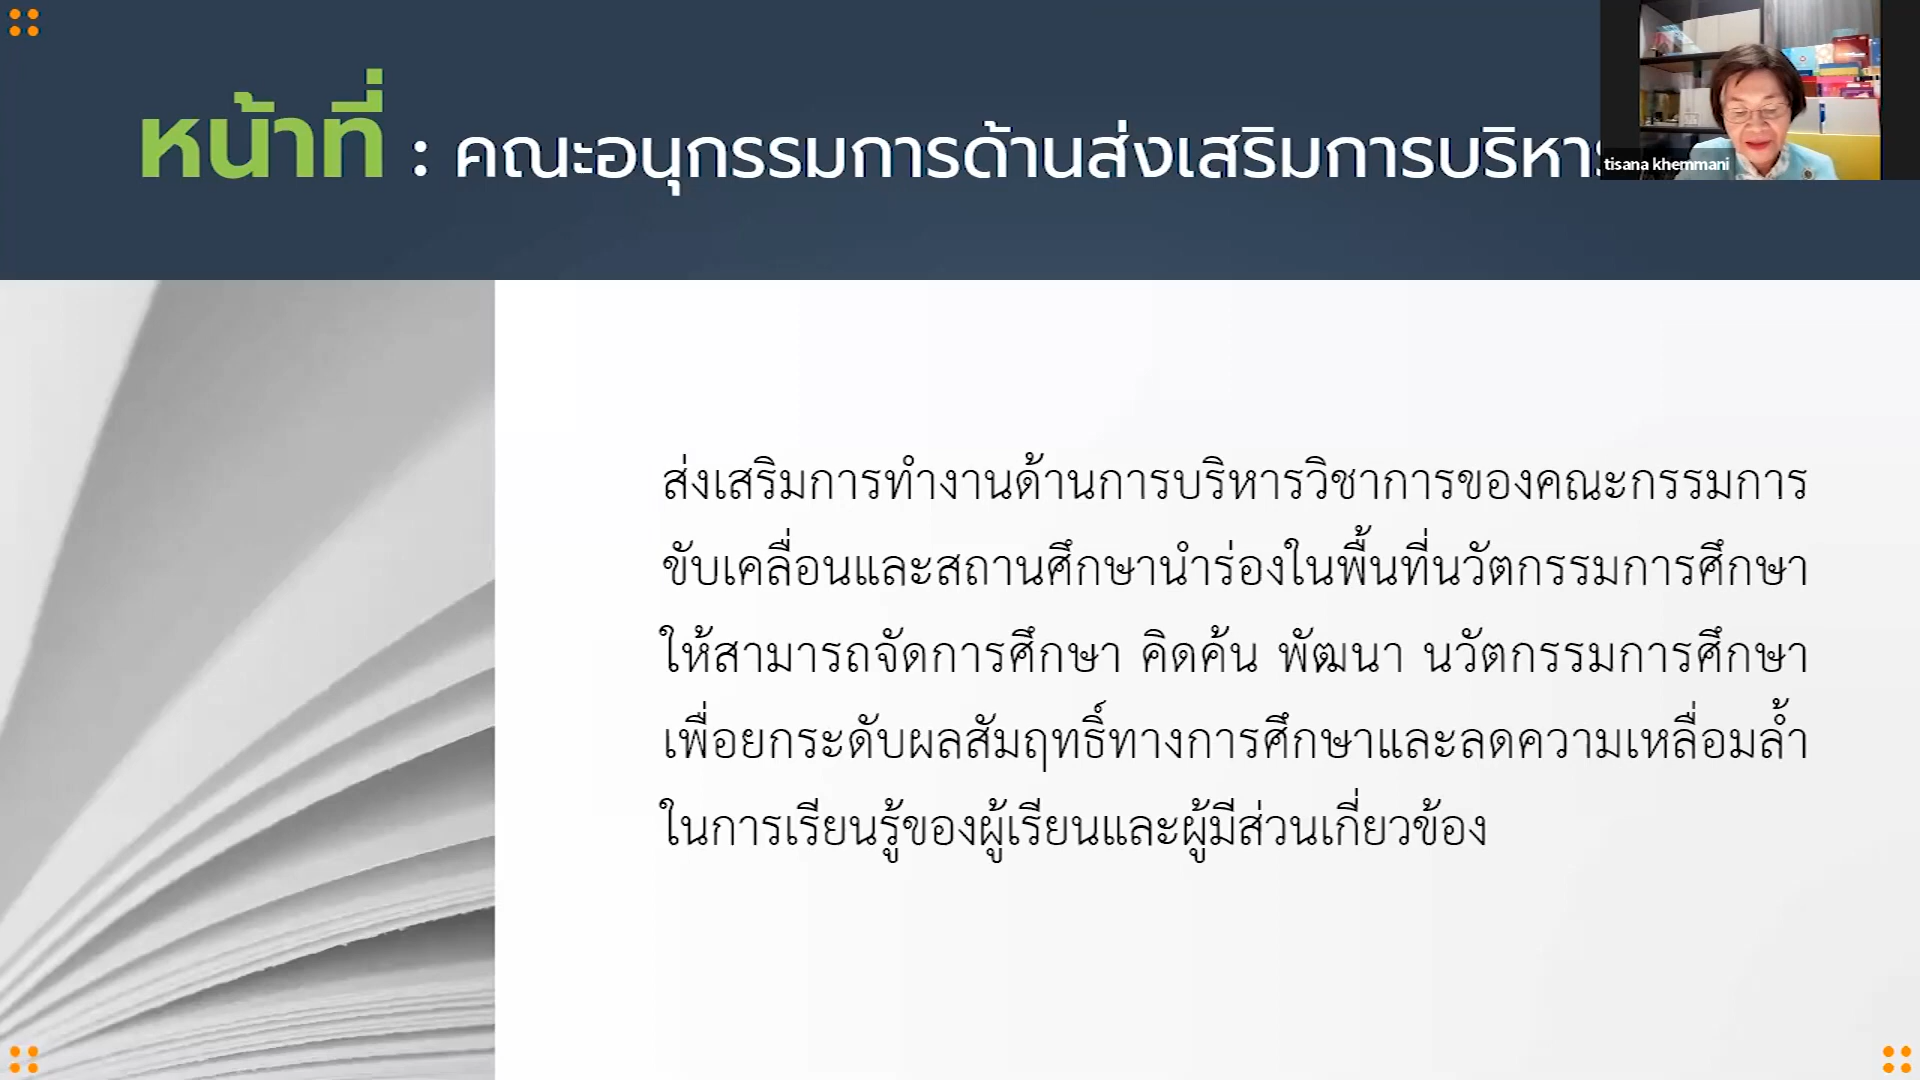 หน้าที่ : คณะอนุกรรมการด้านส่งเสริมการบริหาร
tisana khemmani
ส่งเสริมการทำงานด้านการบริหารวิชาการของคณะกรรมการ
ขับเคลื่อนและสถานศึกษานำร่องในพื้นที่นวัตกรรมการศึกษา
ให้สามารถจัดการศึกษา คิดค้น พัฒนา นวัตกรรมการศึกษา
เพื่อยกระดับผลสัมฤทธิ์ทางการศึกษาและลดความเหลื่อมล้ำ
ในการเรียนรู้ของผู้เรียนและผู้มีส่วนเกี่ยวข้อง